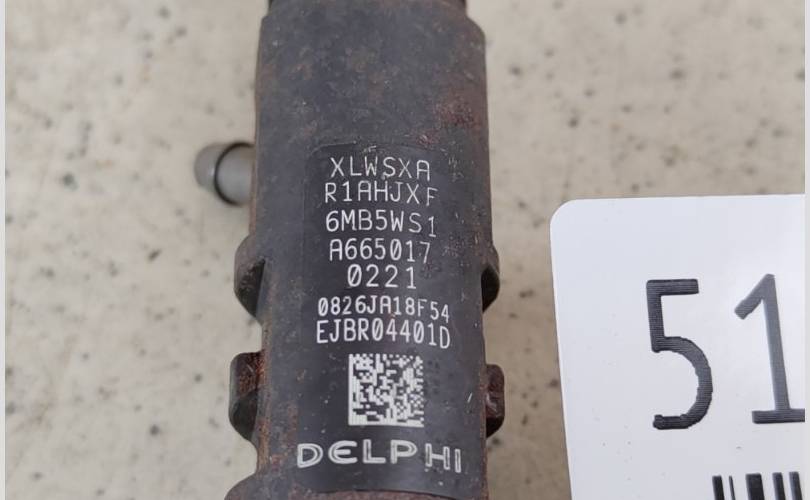 XLWSXA
R1AHJXF
6MB5WS1
A665017
0221
0826JA18F54
EJBR04401D
DELPHI
51